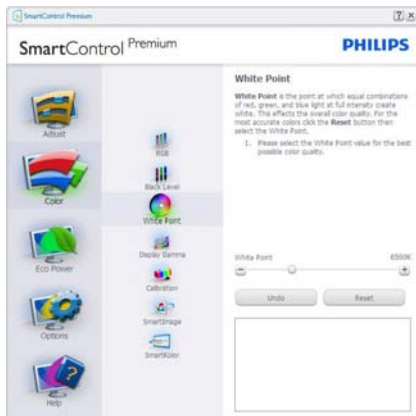 SmartControl Premium
SmartControl Premium
PHILIPS
Adjust
Color
Eco Power
Options
Help
RGB
Black Level
White Point
Display Gamma
Calibration
SmartImage
SmartKolor
White Point
White Point is the point at which equal combinations
of red, green, and blue light at full intensity create
white. This effects the overall color quality. For the
most accurate colors click the Reset button then
select the White Point.
1. Please select the White Point value for the best
possible color quality.
White Point 6500K
Undo Reset